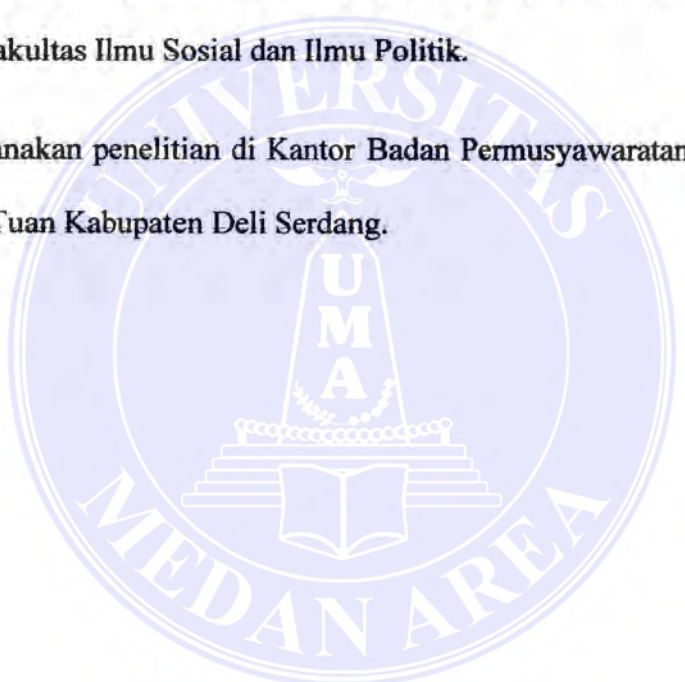 akultas Ilmu Sosial dan Ilmu Politik.
anakan penelitian di Kantor Badan Permusyawaratan
Tuan Kabupaten Deli Serdang.
UNIVERSITAS
UMA
MEDAN AREA